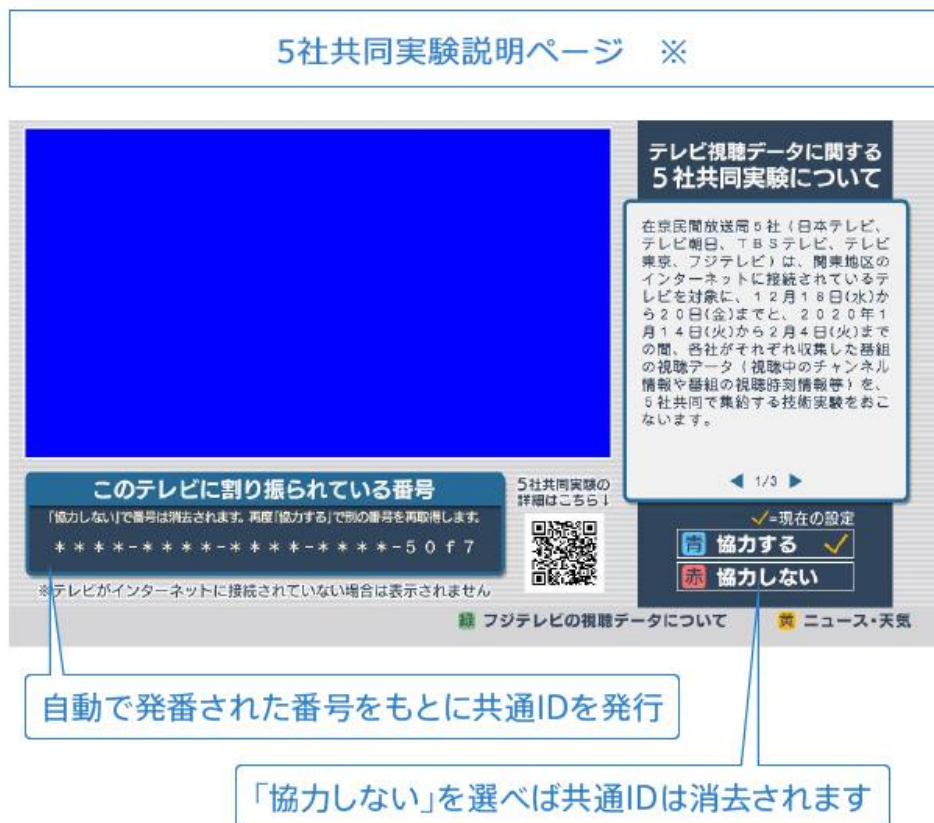 5社共同実験説明ページ ※
テレビ視聴データに関する
5社共同実験について
在京民間放送局5社(日本テレビ、
テレビ朝日、TBSテレビ、テレビ
東京、フジテレビ)は、関東地区の
インターネットに接続されているテ
レビを対象に、12月18日(水)か
ら20日(金)までと、2020年1
月14日(火)から2月4日(火)まで
の間、各社がそれぞれ収集した番組
の視聴データ(視聴中のチャンネル
情報や番組の視聴時刻情報等)を、
5社共同で集約する技術実験をおこ
ないます。
◀ 1/3 ▶
このテレビに割り振られている番号
「協力しない」で番号は消去されます。再度「協力する」で別の番号を再取得します。
****-****-****-****-50f7
※テレビがインターネットに接続されていない場合は表示されません
5社共同実験の
詳細はこちら↓
✓=現在の設定
青 協力する ✓
赤 協力しない
緑 フジテレビの視聴データについて 黄 ニュース・天気
自動で発番された番号をもとに共通IDを発行
「協力しない」を選べば共通IDは消去されます